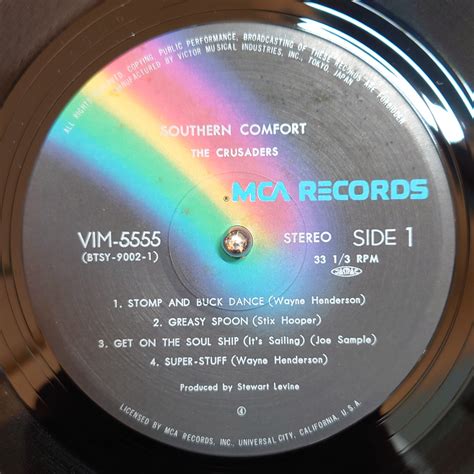 ALL RIGHT RESERVED. COPYING, PUBLIC PERFORMANCE, BROADCASTING OF THESE RECORDS ARE FORBIDDEN
MANUFACTURED BY VICTOR MUSICAL INDUSTRIES, INC., TOKYO, JAPAN
SOUTHERN COMFORT
THE CRUSADERS
MCA RECORDS
VIM-5555
(BTSY-9002-1)
STEREO SIDE 1
33 1/3 RPM
JASRAC
1. STOMP AND BUCK DANCE (Wayne Henderson)
2. GREASY SPOON (Stix Hooper)
3. GET ON THE SOUL SHIP (It's Sailing) (Joe Sample)
4. SUPER-STUFF (Wayne Henderson)
Produced by Stewart Levine
LICENSED BY MCA RECORDS, INC., UNIVERSAL CITY, CALIFORNIA, U.S.A.